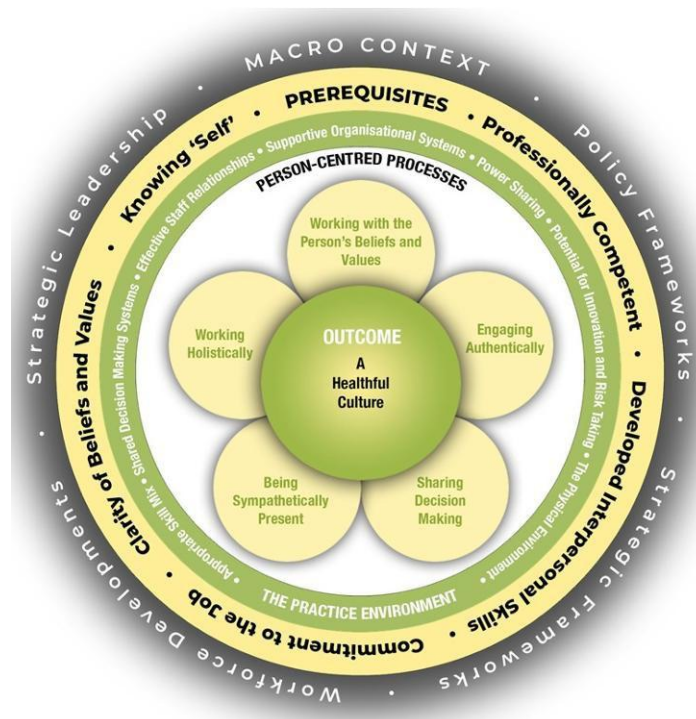 MACRO CONTEXT • Policy Frameworks • Strategic Frameworks • Workforce Developments • Strategic Leadership •
PREREQUISITES • Professionally Competent • Developed Interpersonal Skills • Commitment to the Job • Clarity of Beliefs and Values • Knowing ‘Self’ •
THE PRACTICE ENVIRONMENT • Appropriate Skill Mix • Shared Decision Making Systems • Effective Staff Relationships • Supportive Organisational Systems • Power Sharing • Potential for Innovation and Risk Taking • The Physical Environment •
PERSON-CENTRED PROCESSES
Working with the
Person’s Beliefs and
Values
Engaging
Authentically
Sharing
Decision
Making
Being
Sympathetically
Present
Working
Holistically
OUTCOME
A
Healthful
Culture